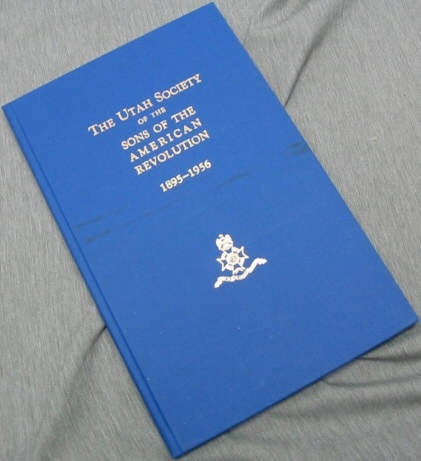 THE UTAH SOCIETY
OF THE
SONS OF THE
AMERICAN
REVOLUTION
1895–1956